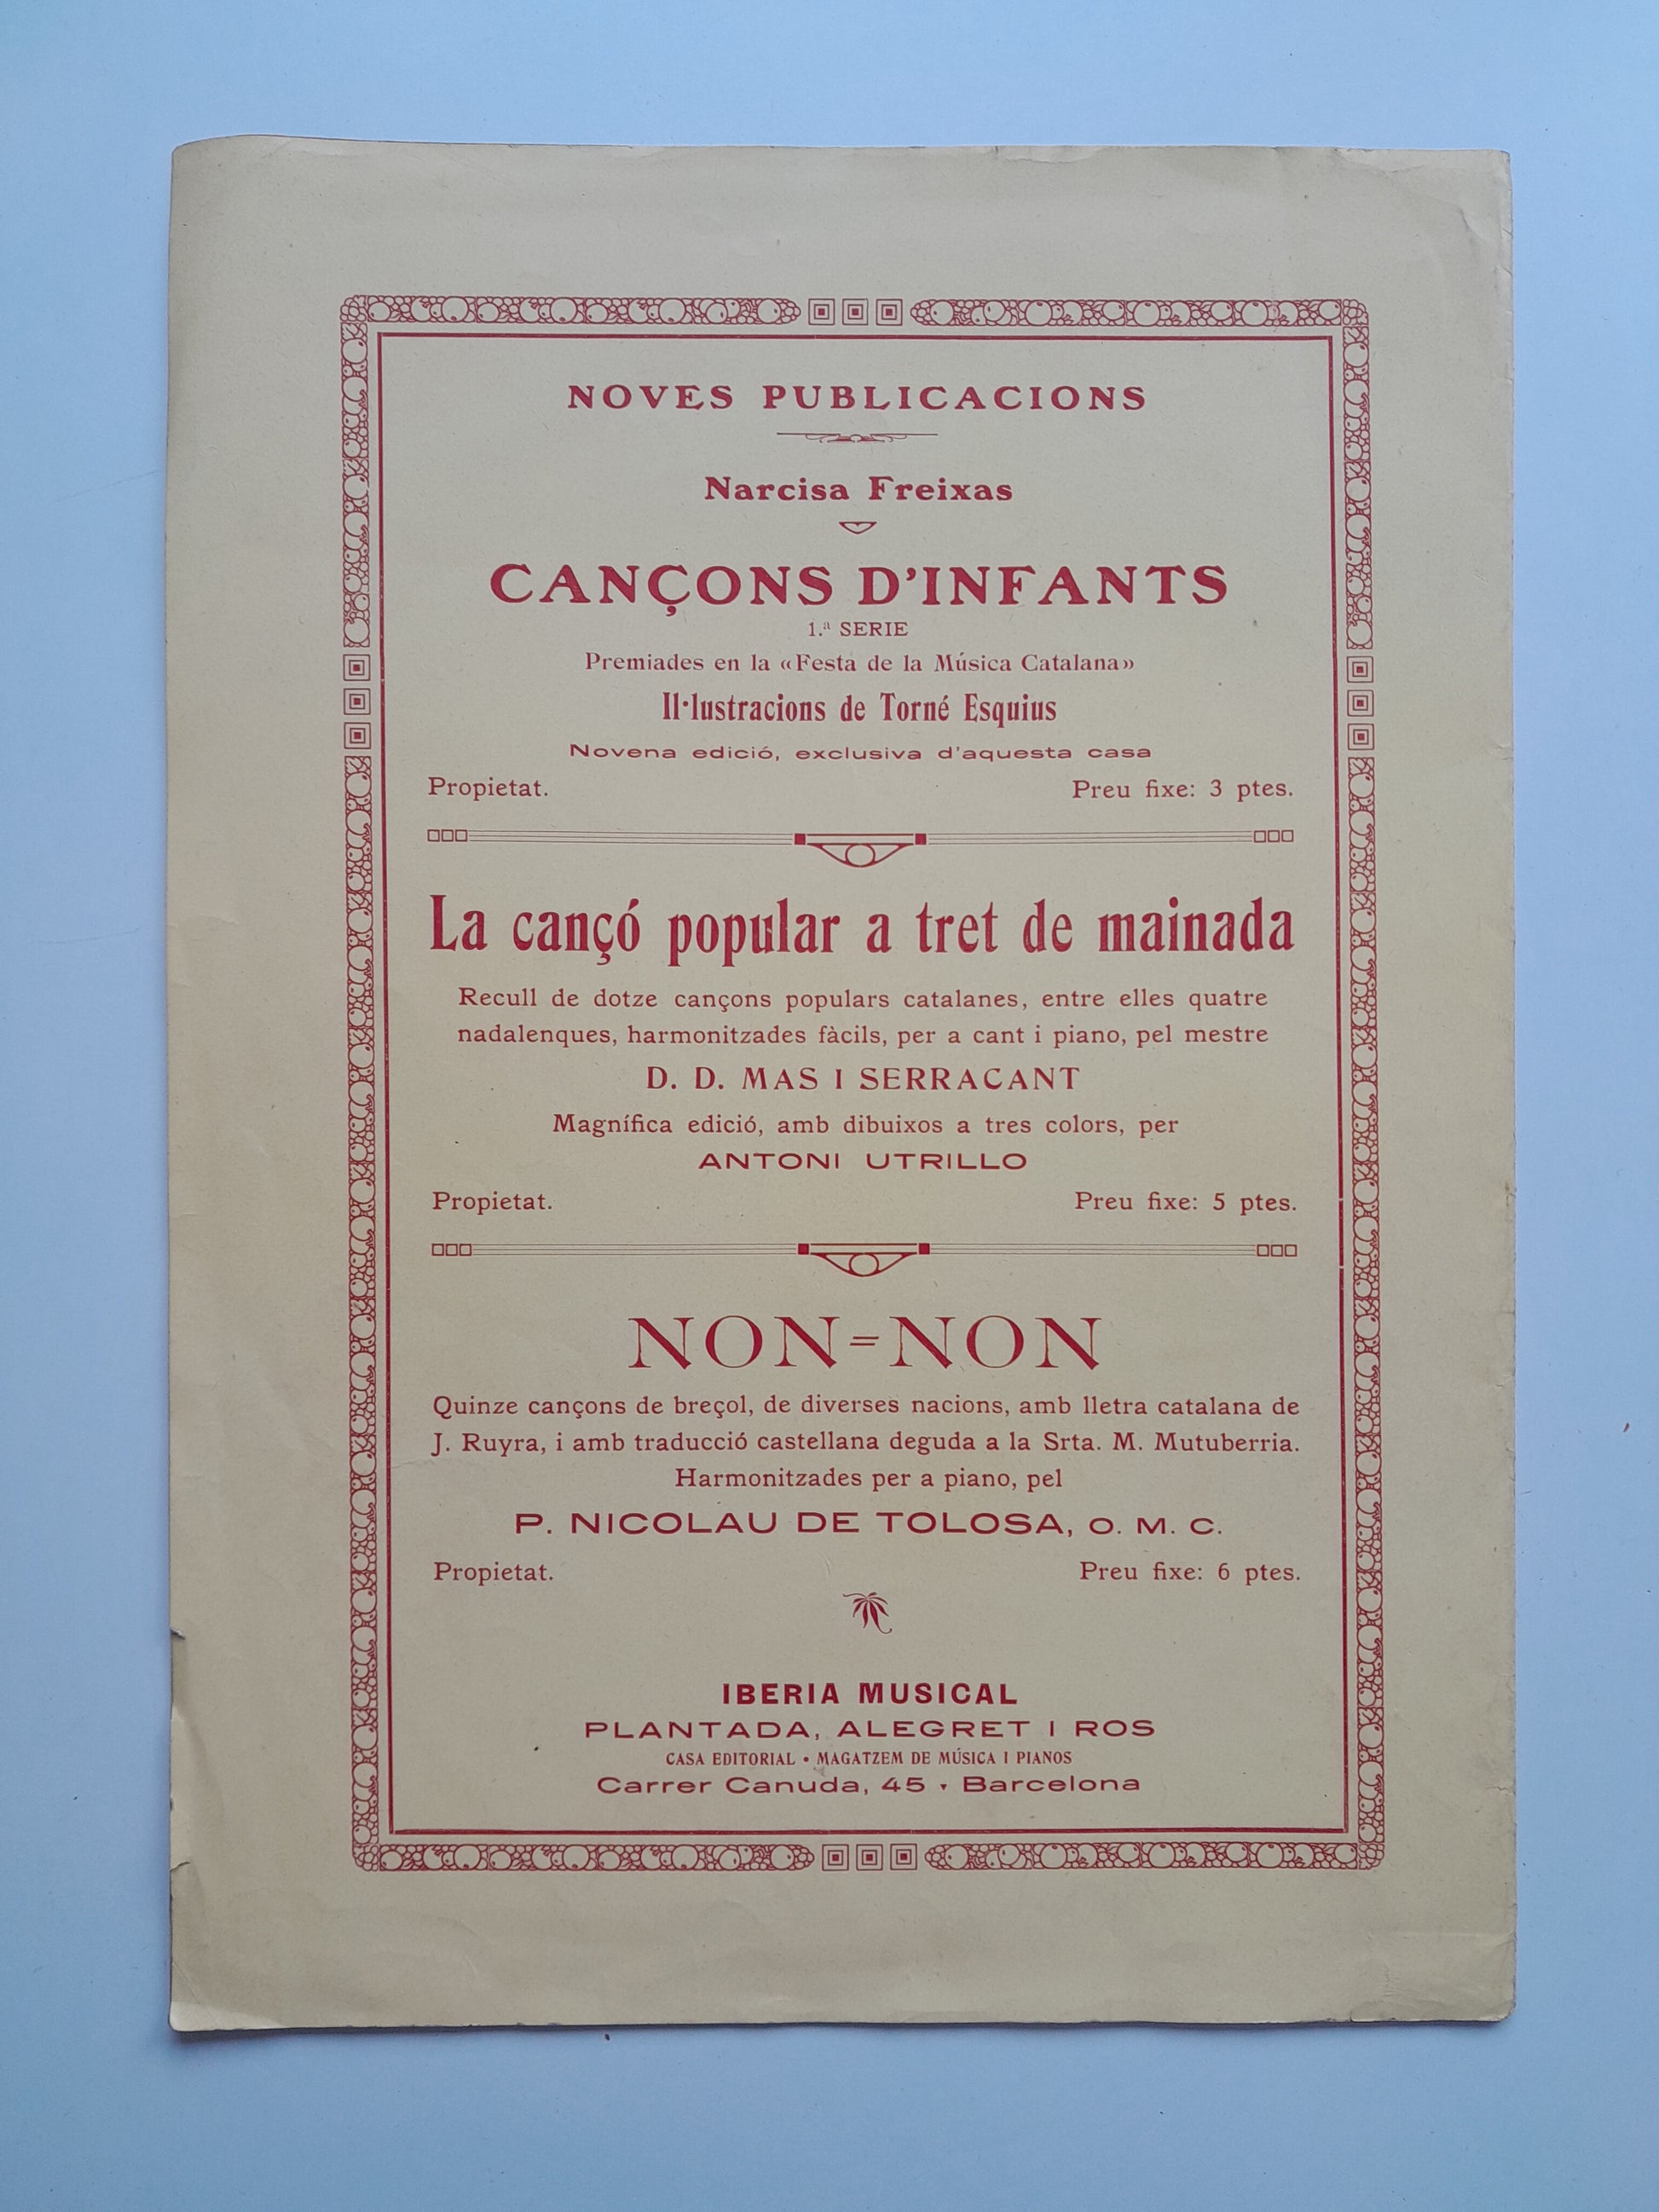 NOVES PUBLICACIONS
Narcisa Freixas
CANÇONS D'INFANTS
1.ª SERIE
Premiades en la «Festa de la Música Catalana»
Il·lustracions de Torné Esquius
Novena edició, exclusiva d'aquesta casa
Propietat. Preu fixe: 3 ptes.
La cançó popular a tret de mainada
Recull de dotze cançons populars catalanes, entre elles quatre
nadalenques, harmonitzades fàcils, per a cant i piano, pel mestre
D. D. MAS I SERRACANT
Magnífica edició, amb dibuixos a tres colors, per
ANTONI UTRILLO
Propietat. Preu fixe: 5 ptes.
NON=NON
Quinze cançons de breçol, de diverses nacions, amb lletra catalana de
J. Ruyra, i amb traducció castellana deguda a la Srta. M. Mutuberria.
Harmonitzades per a piano, pel
P. NICOLAU DE TOLOSA, O. M. C.
Propietat. Preu fixe: 6 ptes.
IBERIA MUSICAL
PLANTADA, ALEGRET I ROS
CASA EDITORIAL • MAGATZEM DE MÚSICA I PIANOS
Carrer Canuda, 45 ▾ Barcelona